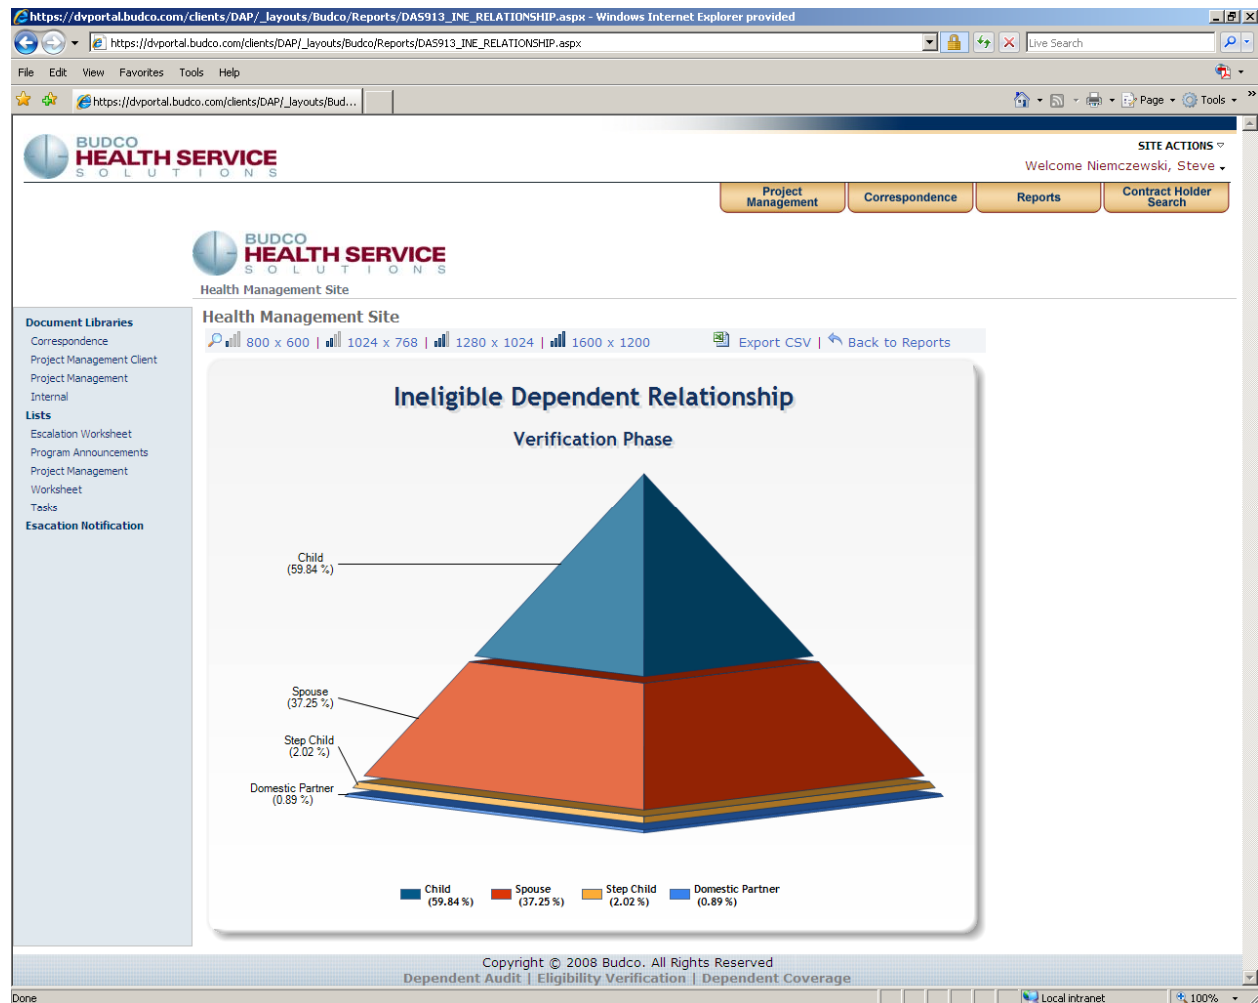 https://dvportal.budco.com/clients/DAP/_layouts/Budco/Reports/DAS913_INE_RELATIONSHIP.aspx - Windows Internet Explorer provided
https://dvportal.budco.com/clients/DAP/_layouts/Budco/Reports/DAS913_INE_RELATIONSHIP.aspx
Live Search
File Edit View Favorites Tools Help
https://dvportal.budco.com/clients/DAP/_layouts/Bud...
Page Tools
BUDCO
HEALTH SERVICE
SOLUTIONS
SITE ACTIONS
Welcome Niemczewski, Steve
Project
Management
Correspondence
Reports
Contract Holder
Search
BUDCO
HEALTH SERVICE
SOLUTIONS
Health Management Site
Document Libraries
Correspondence
Project Management Client
Project Management
Internal
Lists
Escalation Worksheet
Program Announcements
Project Management
Worksheet
Tasks
Esacation Notification
Health Management Site
800 x 600 | 1024 x 768 | 1280 x 1024 | 1600 x 1200 Export CSV | Back to Reports
Ineligible Dependent Relationship
Verification Phase
Child
(59.84 %)
Spouse
(37.25 %)
Step Child
(2.02 %)
Domestic Partner
(0.89 %)
Child
(59.84 %)
Spouse
(37.25 %)
Step Child
(2.02 %)
Domestic Partner
(0.89 %)
Copyright © 2008 Budco. All Rights Reserved
Dependent Audit | Eligibility Verification | Dependent Coverage
Done
Local intranet
100%